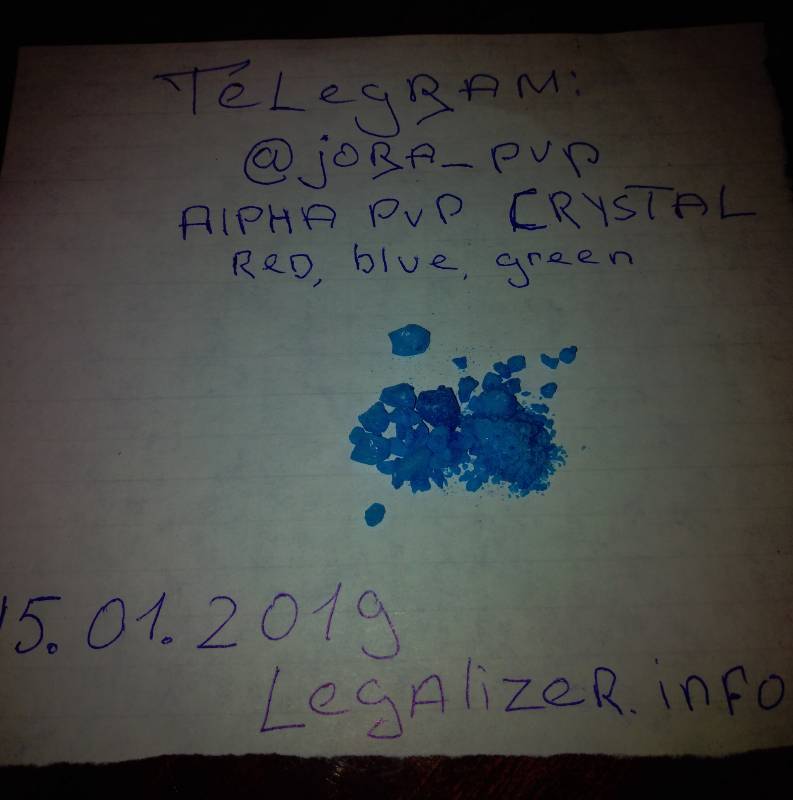 TeLegRAM:
@joRA_pvp
AlPHA PvP CRYSTAL
ReD, blue, green
15.01.2019
LegAlizeR.info